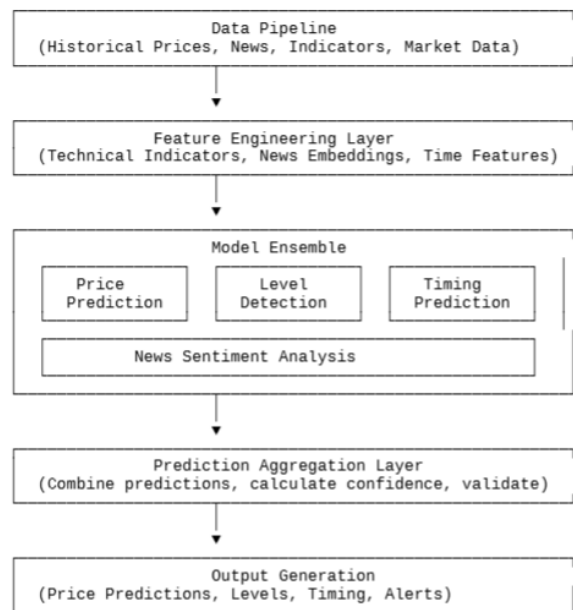 Data Pipeline
(Historical Prices, News, Indicators, Market Data)
Feature Engineering Layer
(Technical Indicators, News Embeddings, Time Features)
Model Ensemble
Price Prediction
Level Detection
Timing Prediction
News Sentiment Analysis
Prediction Aggregation Layer
(Combine predictions, calculate confidence, validate)
Output Generation
(Price Predictions, Levels, Timing, Alerts)